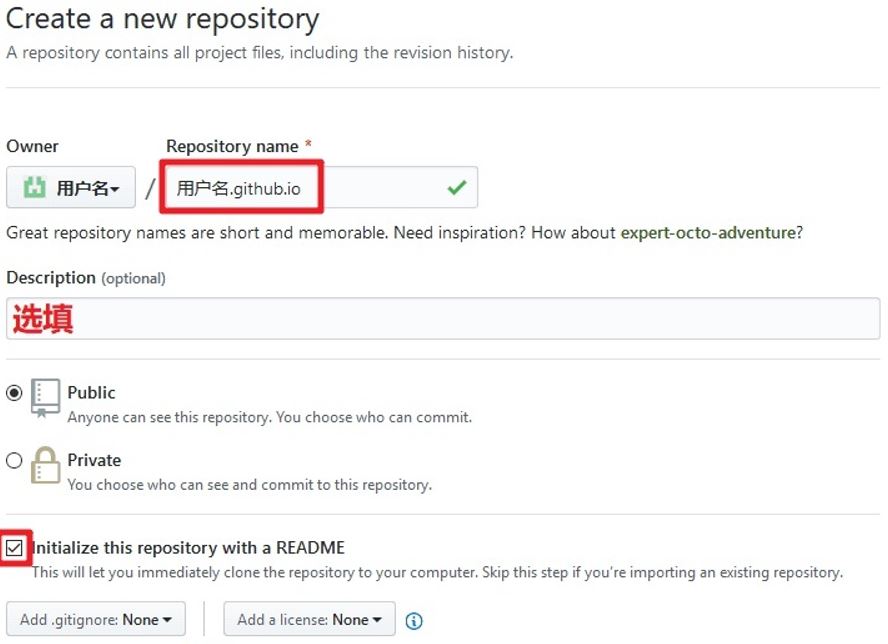 Create a new repository
A repository contains all project files, including the revision history.
Owner
Repository name *
用户名
/
用户名.github.io
Great repository names are short and memorable. Need inspiration? How about expert-octo-adventure?
Description (optional)
选填
Public
Anyone can see this repository. You choose who can commit.
Private
You choose who can see and commit to this repository.
Initialize this repository with a README
This will let you immediately clone the repository to your computer. Skip this step if you're importing an existing repository.
Add .gitignore: None
Add a license: None